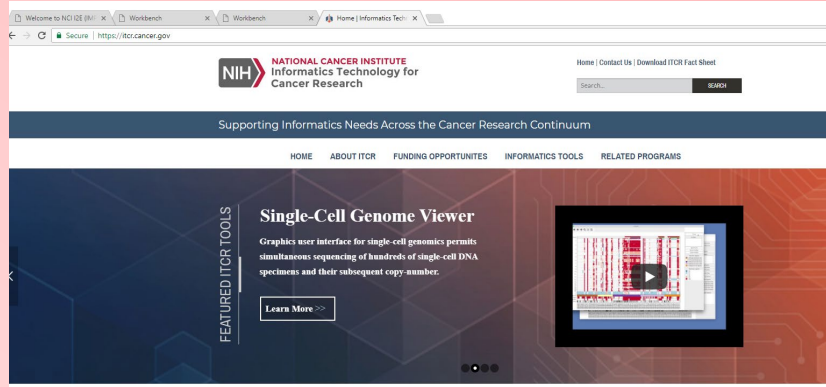 Welcome to NCI I2E (IM
Workbench
Workbench
Home | Informatics Tech
Secure | https://itcr.cancer.gov
NIH
NATIONAL CANCER INSTITUTE
Informatics Technology for
Cancer Research
Home | Contact Us | Download ITCR Fact Sheet
Search...
SEARCH
Supporting Informatics Needs Across the Cancer Research Continuum
HOME ABOUT ITCR FUNDING OPPORTUNITES INFORMATICS TOOLS RELATED PROGRAMS
FEATURED ITCR TOOLS
Single-Cell Genome Viewer
Graphics user interface for single-cell genomics permits
simultaneous sequencing of hundreds of single-cell DNA
specimens and their subsequent copy-number.
Learn More >>